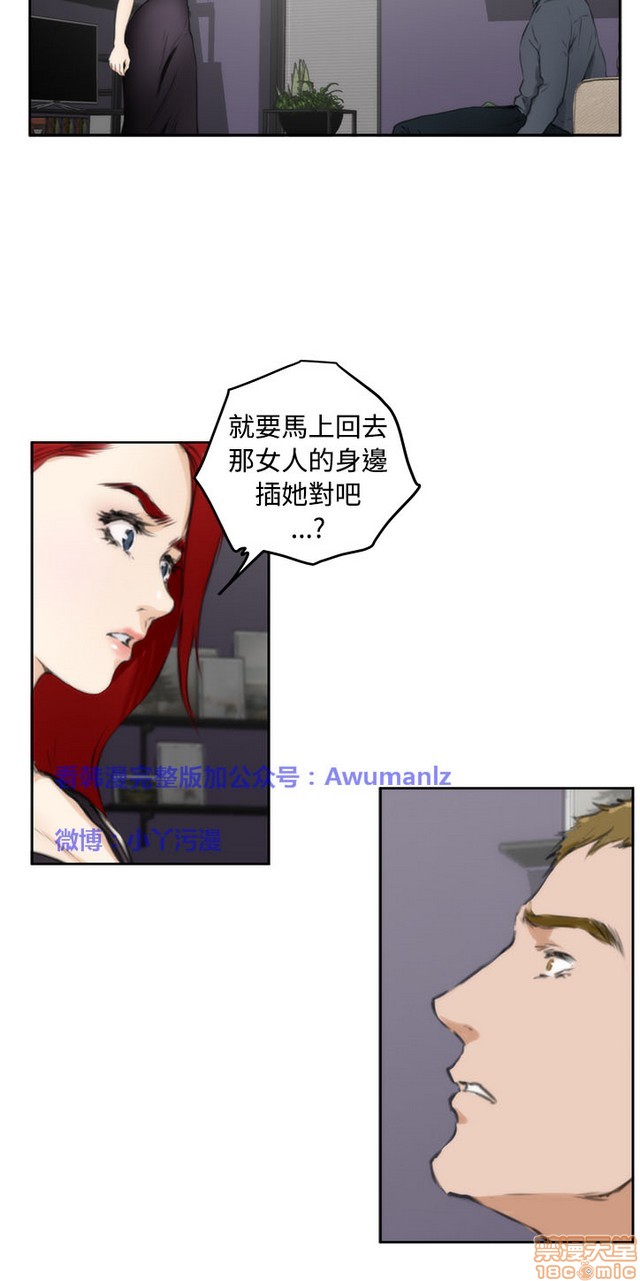 就要馬上回去
那女人的身邊
插她對吧
...?
看韩漫完整版加公众号：Awumanlz
微博：小丫污漫
禁漫天堂
18comic